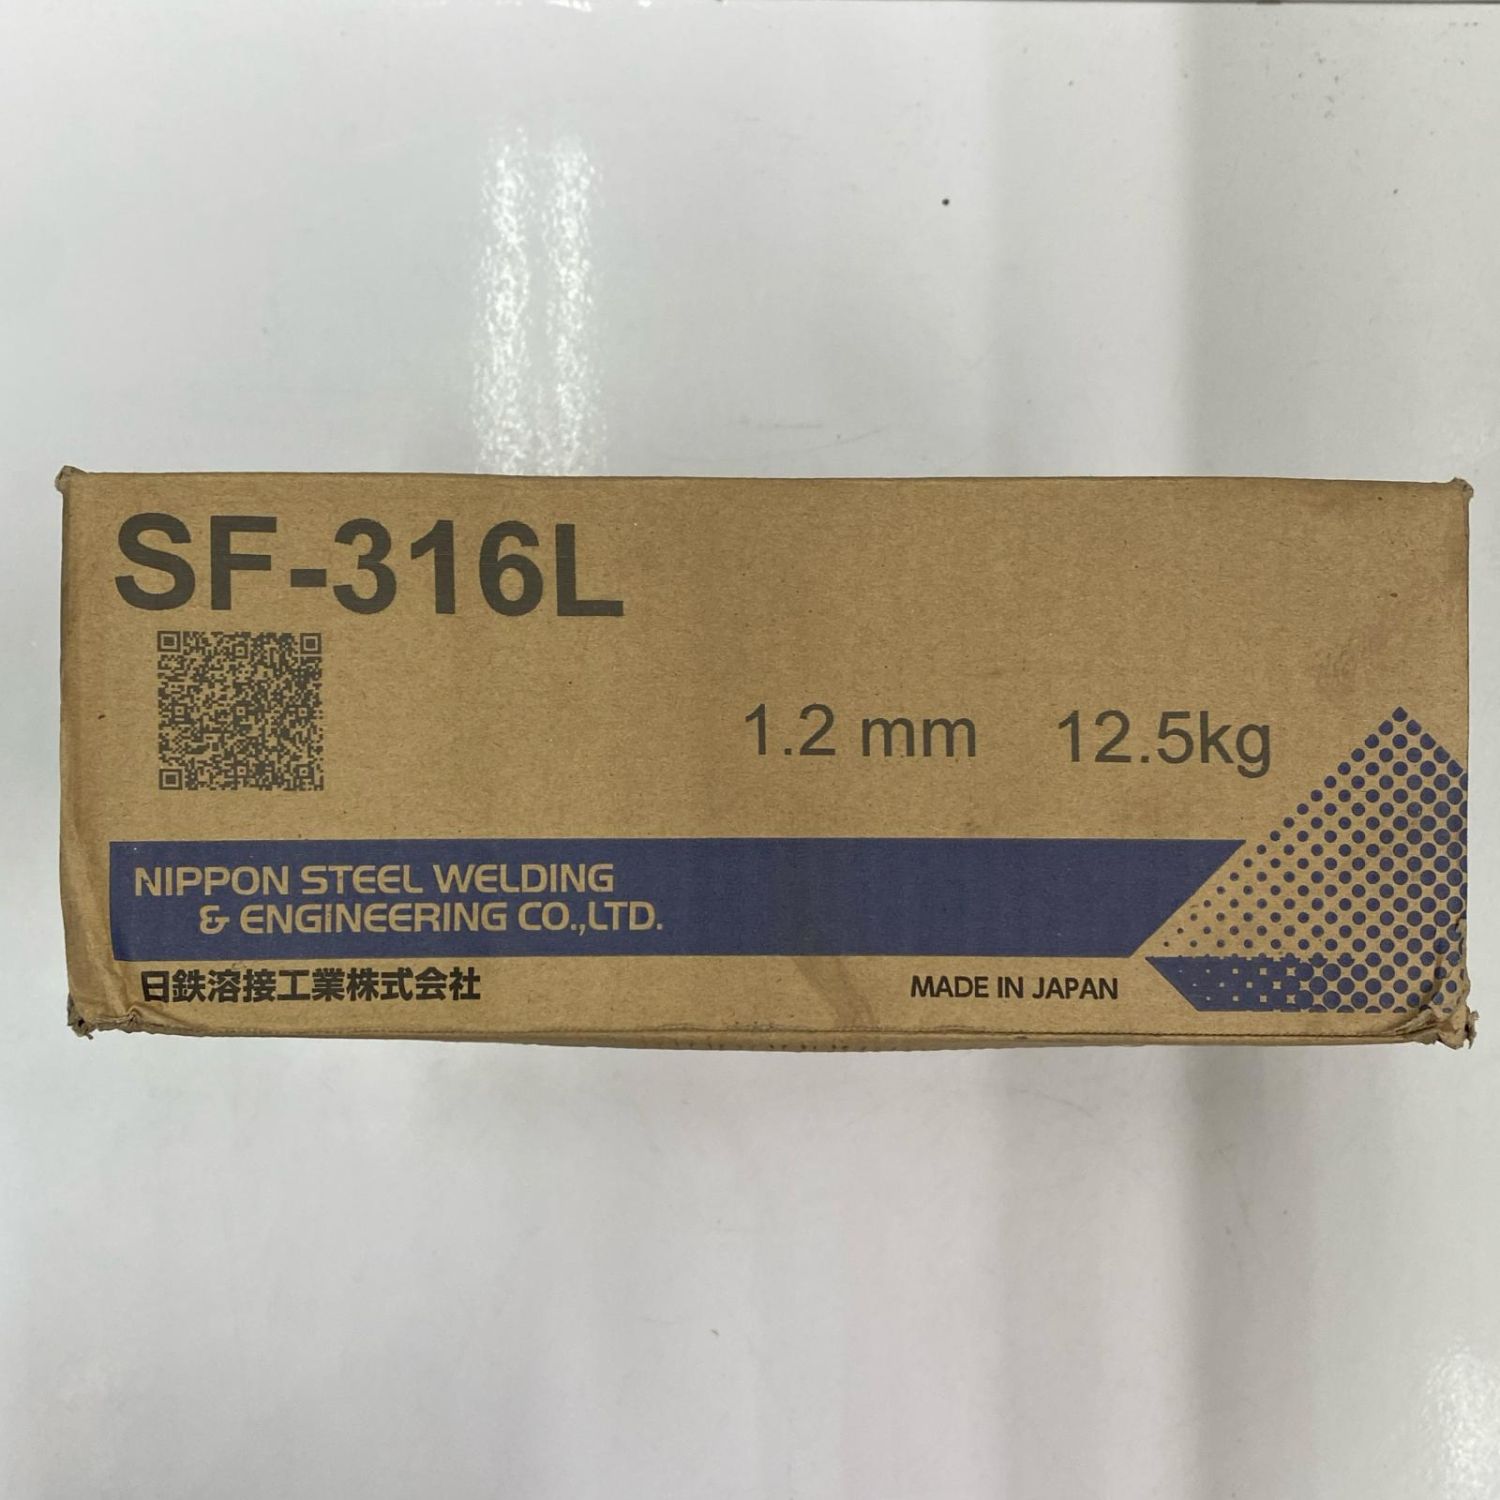 SF-316L
1.2 mm 12.5kg
NIPPON STEEL WELDING
& ENGINEERING CO.,LTD.
日鉄溶接工業株式会社
MADE IN JAPAN